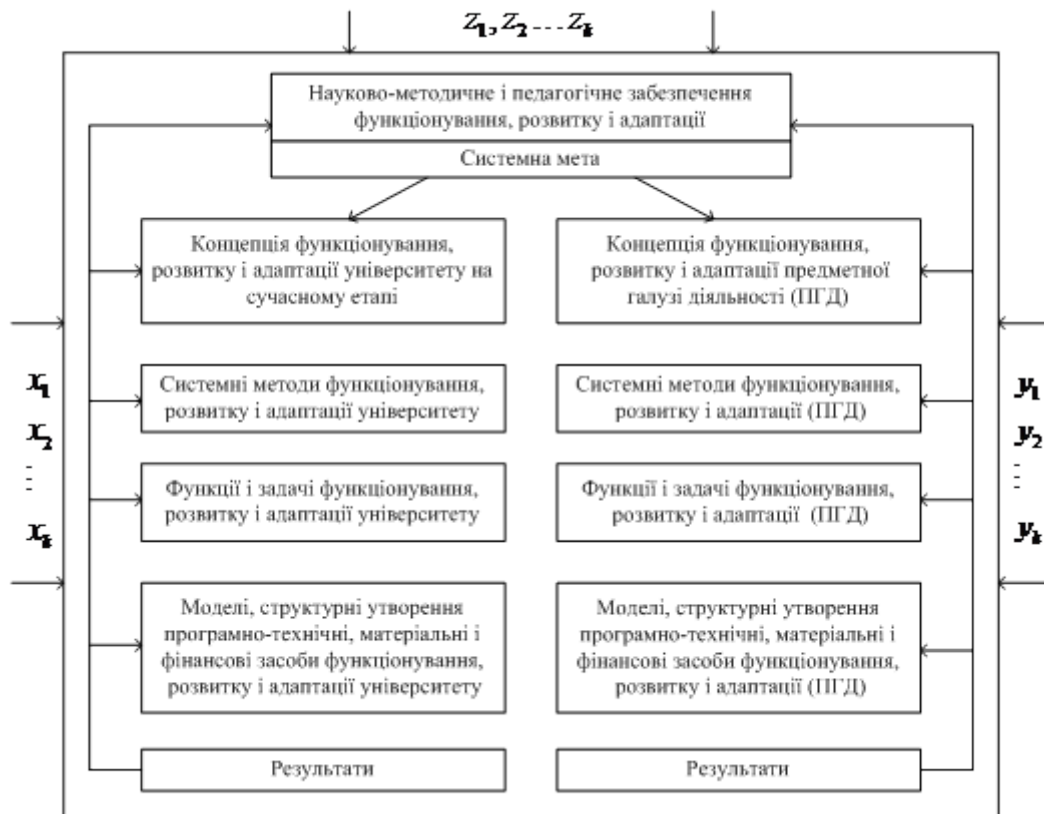 Z1, Z2 - - - Zk
Науково-методичне і педагогічне забезпечення
функціонування, розвитку і адаптації
Системна мета
Концепція функціонування,
розвитку і адаптації університету на
сучасному етапі
Концепція функціонування,
розвитку і адаптації предметної
галузі діяльності (ПГД)
x1
x2
⋮
xk
Системні методи функціонування,
розвитку і адаптації університету
Системні методи функціонування,
розвитку і адаптації (ПГД)
y1
y2
⋮
yk
Функції і задачі функціонування,
розвитку і адаптації університету
Функції і задачі функціонування,
розвитку і адаптації (ПГД)
Моделі, структурні утворення
програмно-технічні, матеріальні і
фінансові засоби функціонування,
розвитку і адаптації університету
Моделі, структурні утворення
програмно-технічні, матеріальні і
фінансові засоби функціонування,
розвитку і адаптації (ПГД)
Результати
Результати